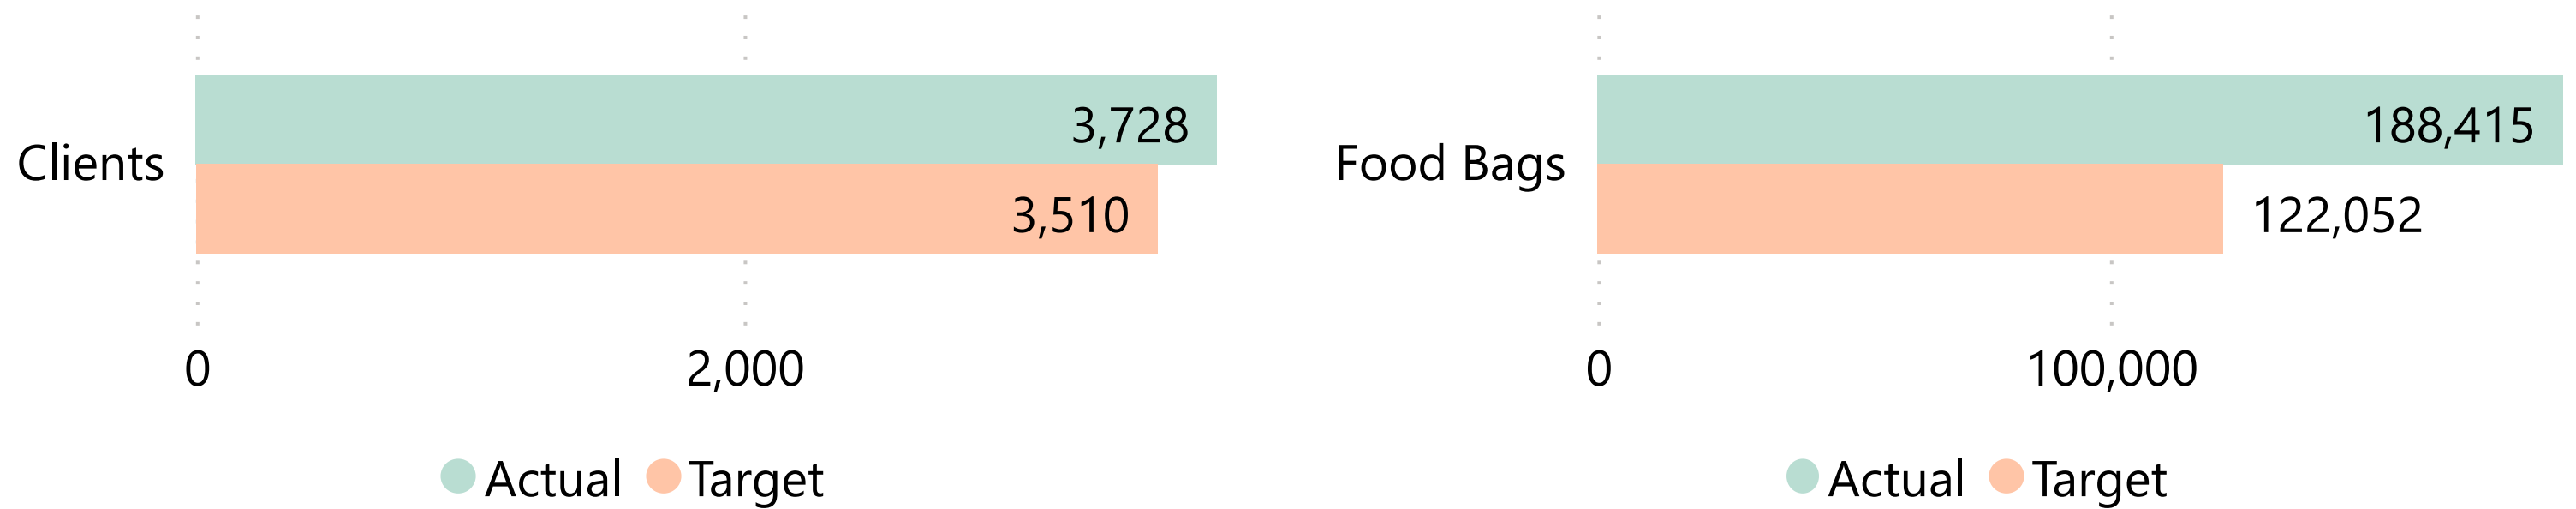 Clients
3,728
3,510
0 2,000
Actual Target
Food Bags
188,415
122,052
0 100,000
Actual Target